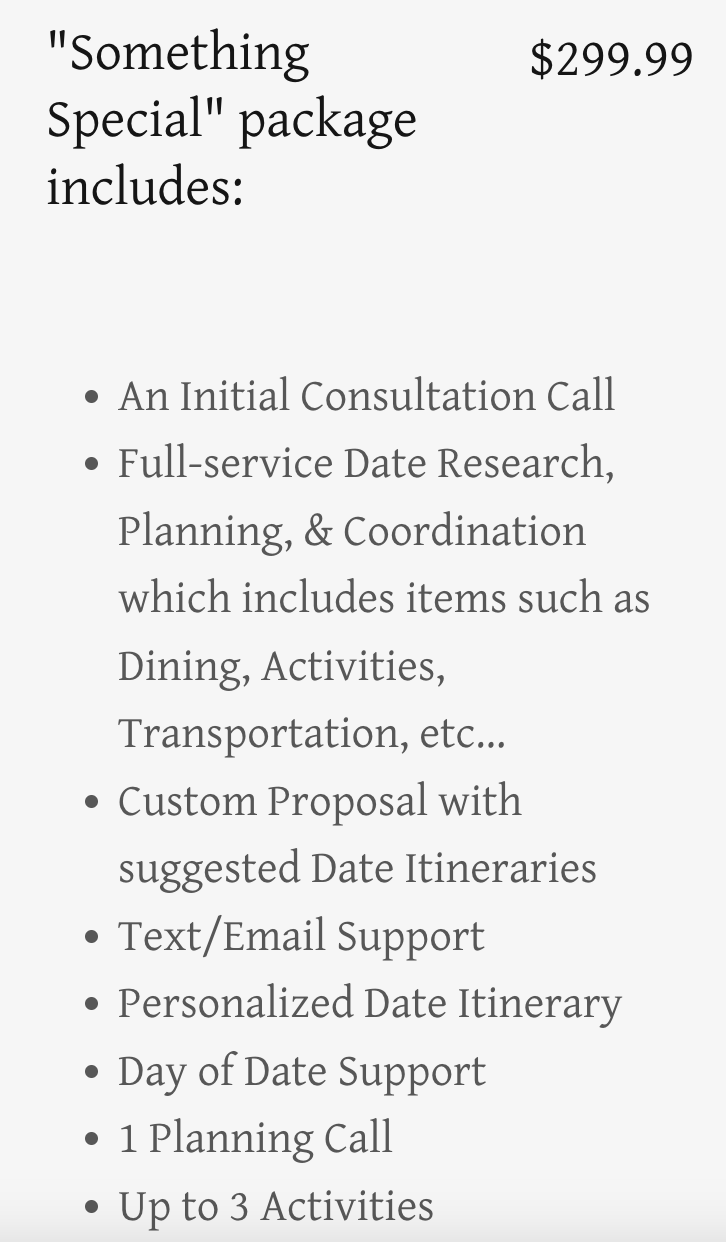 "Something
Special" package
includes:
$299.99
• An Initial Consultation Call
• Full-service Date Research,
Planning, & Coordination
which includes items such as
Dining, Activities,
Transportation, etc...
• Custom Proposal with
suggested Date Itineraries
• Text/Email Support
• Personalized Date Itinerary
• Day of Date Support
• 1 Planning Call
• Up to 3 Activities